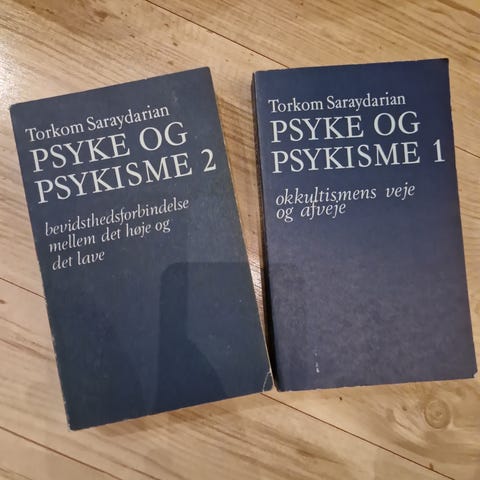 Torkom Saraydarian
PSYKE OG
PSYKISME 2
bevidsthedsforbindelse
mellem det høje og
det lave
Torkom Saraydarian
PSYKE OG
PSYKISME 1
okkultismens veje
og afveje